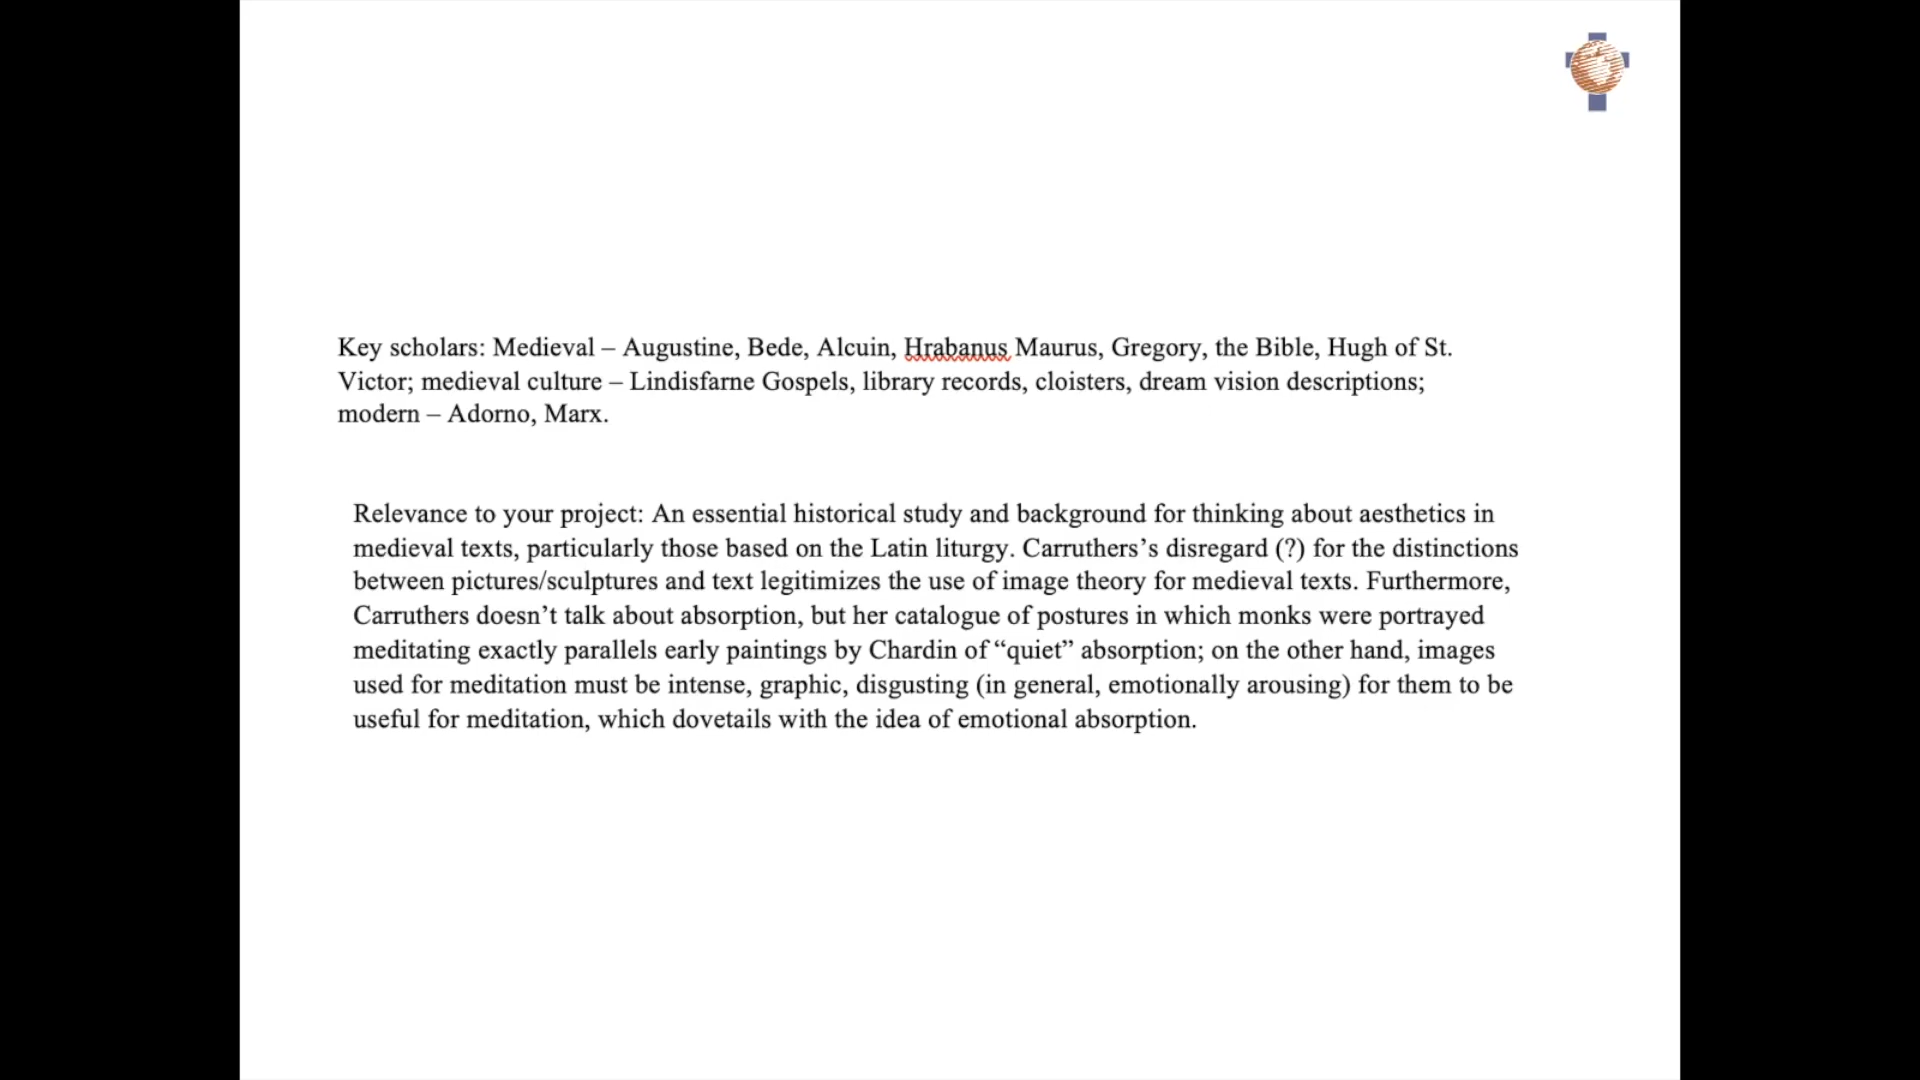 Key scholars: Medieval – Augustine, Bede, Alcuin, Hrabanus Maurus, Gregory, the Bible, Hugh of St.
Victor; medieval culture – Lindisfarne Gospels, library records, cloisters, dream vision descriptions;
modern – Adorno, Marx.
Relevance to your project: An essential historical study and background for thinking about aesthetics in
medieval texts, particularly those based on the Latin liturgy. Carruthers’s disregard (?) for the distinctions
between pictures/sculptures and text legitimizes the use of image theory for medieval texts. Furthermore,
Carruthers doesn’t talk about absorption, but her catalogue of postures in which monks were portrayed
meditating exactly parallels early paintings by Chardin of “quiet” absorption; on the other hand, images
used for meditation must be intense, graphic, disgusting (in general, emotionally arousing) for them to be
useful for meditation, which dovetails with the idea of emotional absorption.